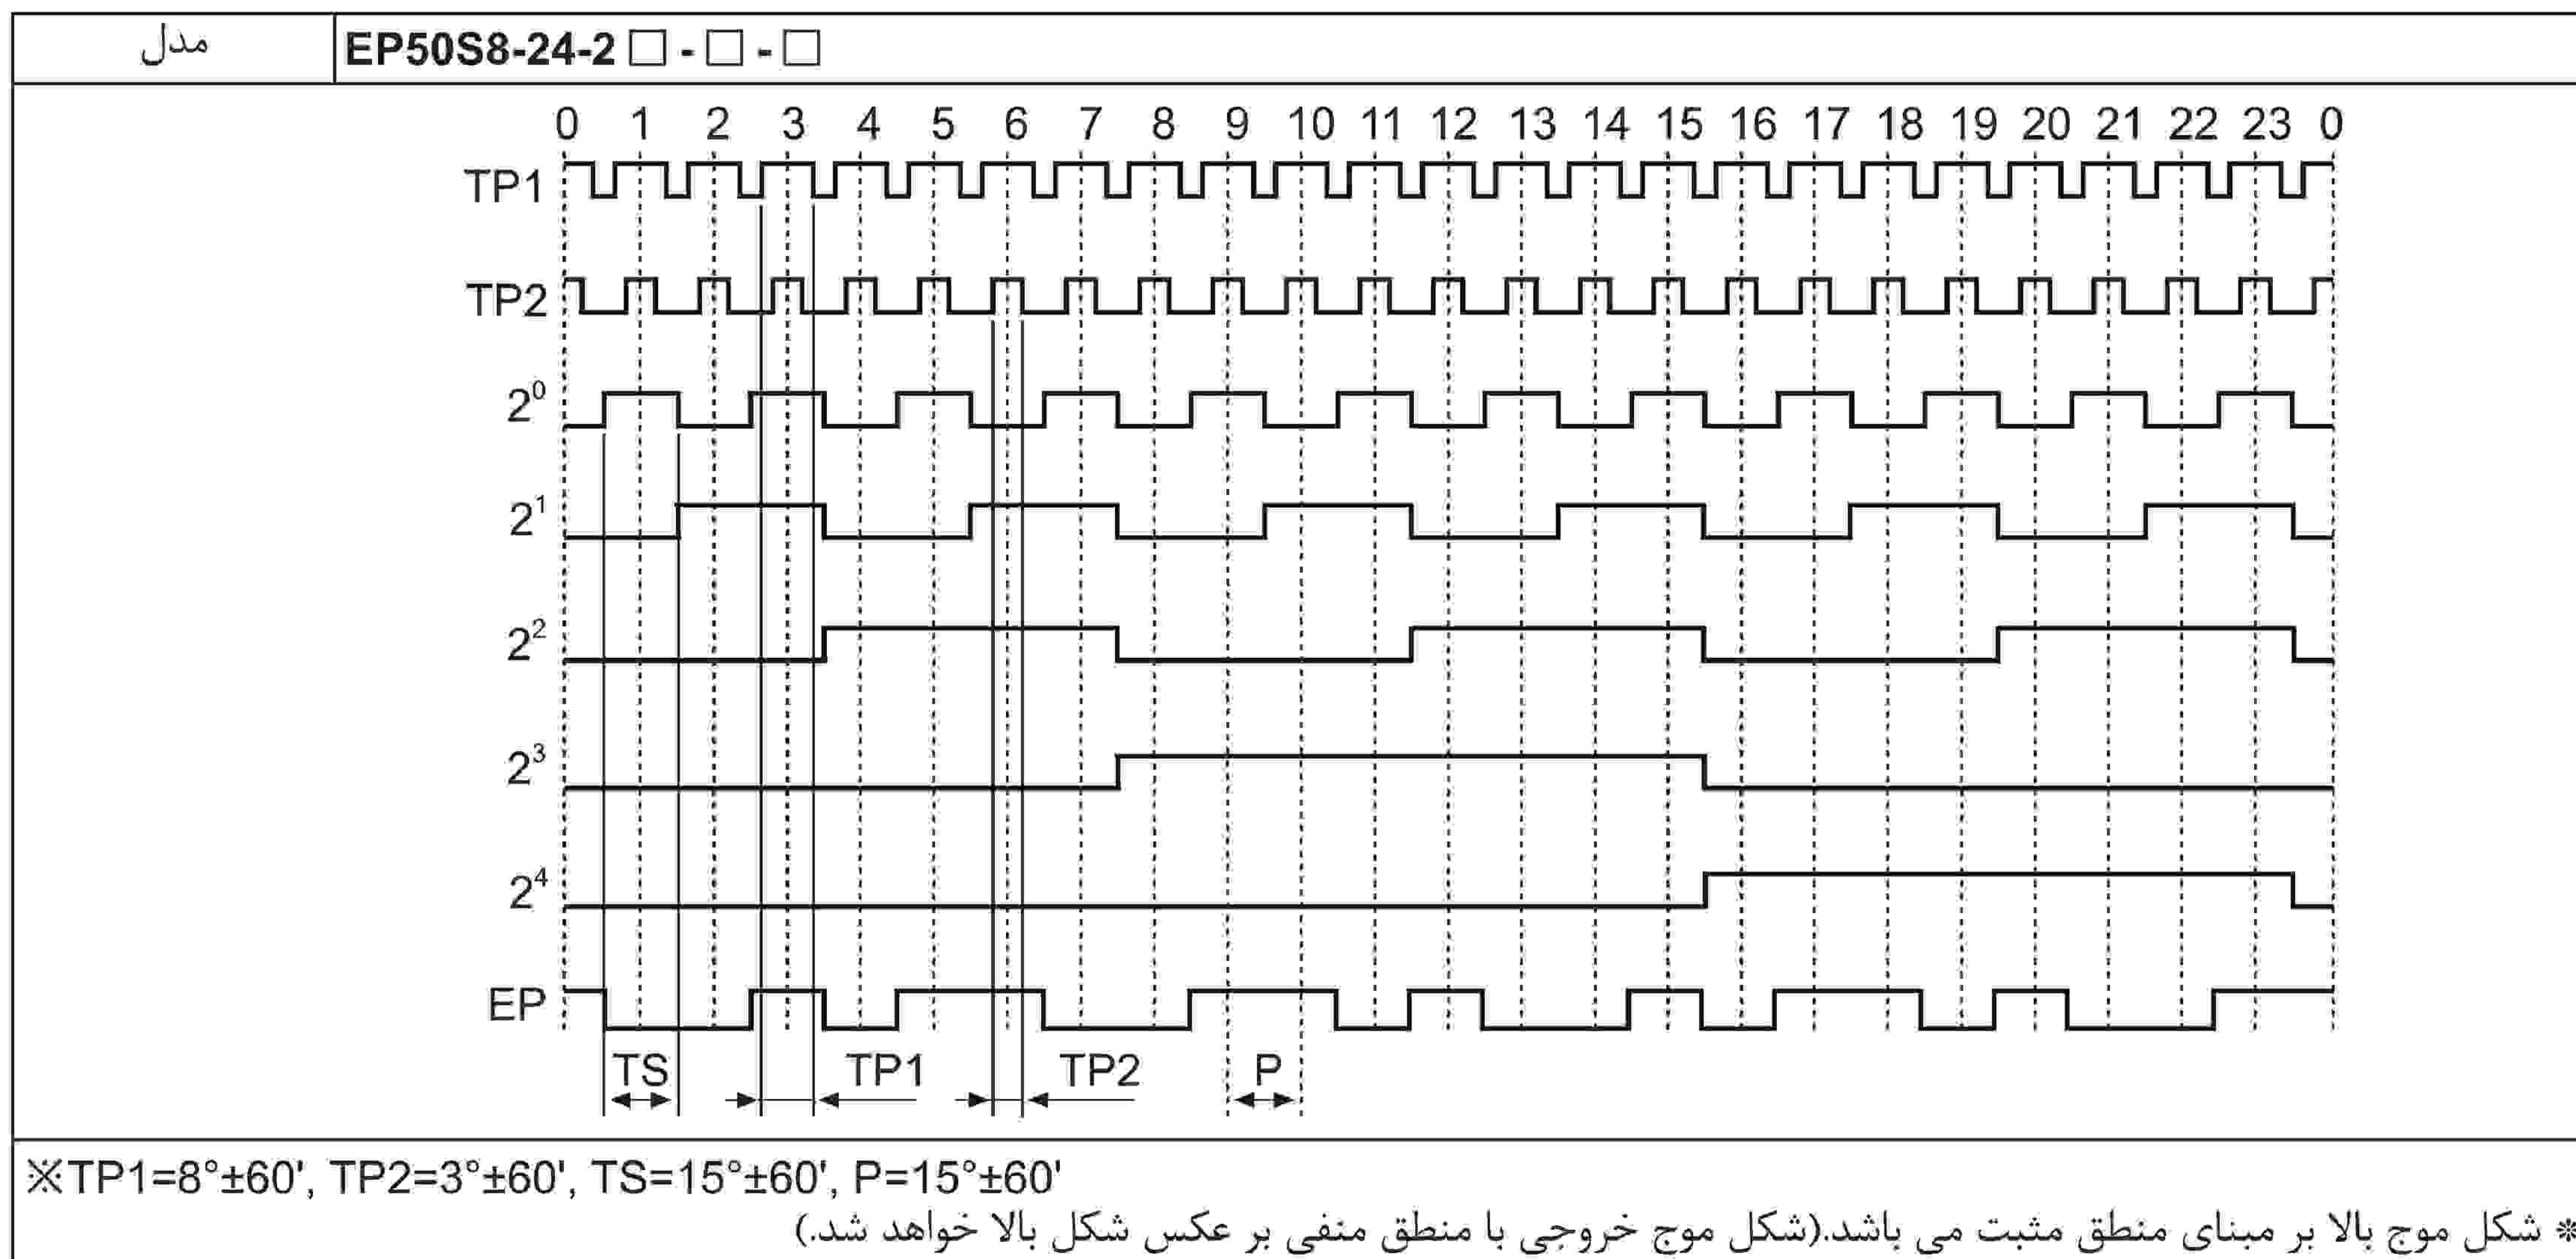 مدل
EP50S8-24-2 □ - □ - □
0 1 2 3 4 5 6 7 8 9 10 11 12 13 14 15 16 17 18 19 20 21 22 23 0
TP1
TP2
2⁰
2¹
2²
2³
2⁴
EP
TS TP1 TP2 P
※TP1=8°±60', TP2=3°±60', TS=15°±60', P=15°±60'
* شکل موج بالا بر مبنای منطق مثبت می باشد.(شکل موج خروجی با منطق منفی بر عکس شکل بالا خواهد شد.)